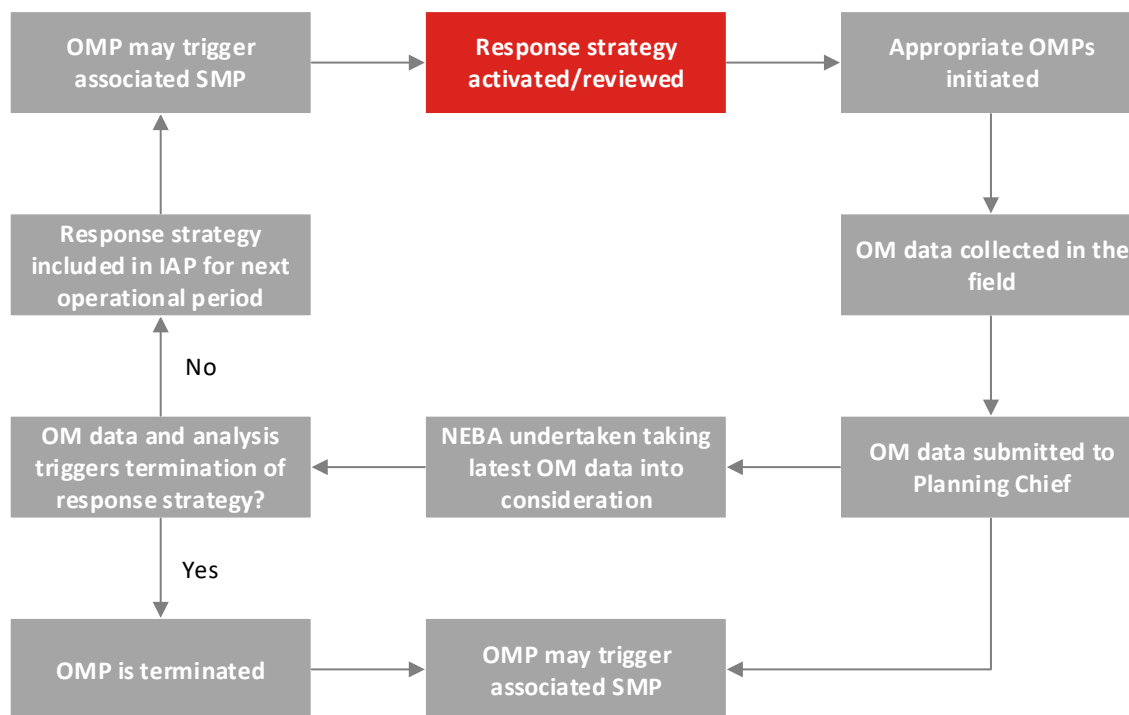 OMP may trigger
associated SMP
Response strategy
activated/reviewed
Appropriate OMPs
initiated
Response strategy
included in IAP for next
operational period
OM data collected in the
field
No
OM data and analysis
triggers termination of
response strategy?
NEBA undertaken taking
latest OM data into
consideration
OM data submitted to
Planning Chief
Yes
OMP is terminated
OMP may trigger
associated SMP